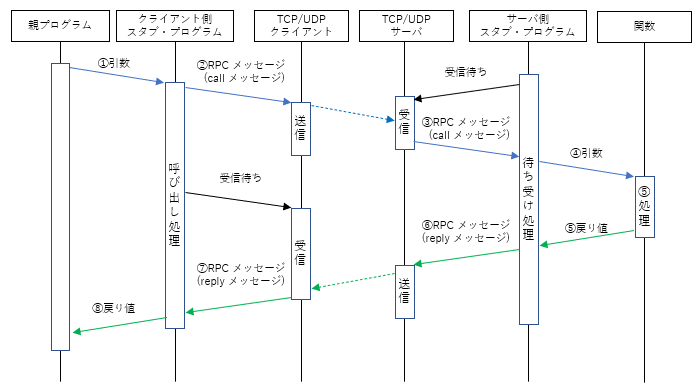 親プログラム
クライアント側
スタブ・プログラム
TCP/UDP
クライアント
TCP/UDP
サーバ
サーバ側
スタブ・プログラム
関数
①引数
②RPC メッセージ
(call メッセージ)
受信待ち
送信
受信
③RPC メッセージ
(call メッセージ)
④引数
呼び出し処理
待ち受け処理
⑤処理
受信待ち
⑤戻り値
⑥RPC メッセージ
(reply メッセージ)
受信
⑦RPC メッセージ
(reply メッセージ)
送信
⑧戻り値